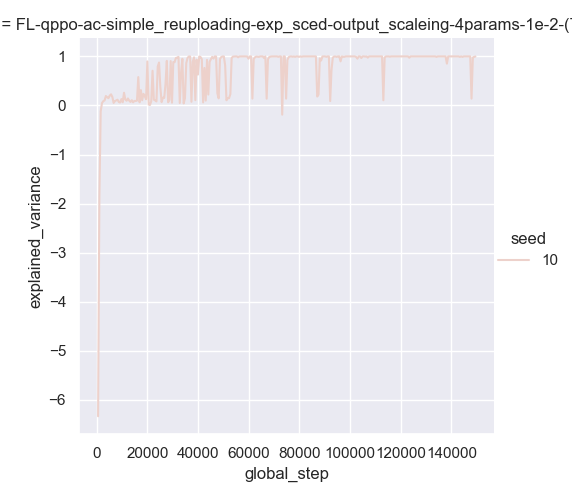 = FL-qppo-ac-simple_reuploading-exp_sced-output_scaleing-4params-1e-2-(
1
0
−1
−2
−3
−4
−5
−6
explained_variance
seed
10
0 20000 40000 60000 80000 100000 120000 140000
global_step